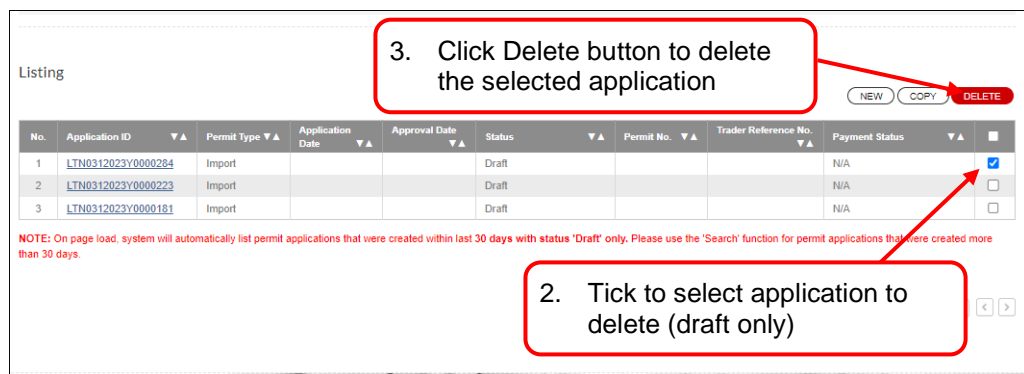 3. Click Delete button to delete
the selected application
Listing
NEW COPY DELETE
No. Application ID ▼▲ Permit Type ▼▲ Application Date ▼▲ Approval Date ▼▲ Status ▼▲ Permit No. ▼▲ Trader Reference No. ▼▲ Payment Status ▼▲
1 LTN0312023Y0000284 Import Draft N/A
2 LTN0312023Y0000223 Import Draft N/A
3 LTN0312023Y0000181 Import Draft N/A
NOTE: On page load, system will automatically list permit applications that were created within last 30 days with status 'Draft' only. Please use the 'Search' function for permit applications that were created more
than 30 days.
2. Tick to select application to
delete (draft only)
< >